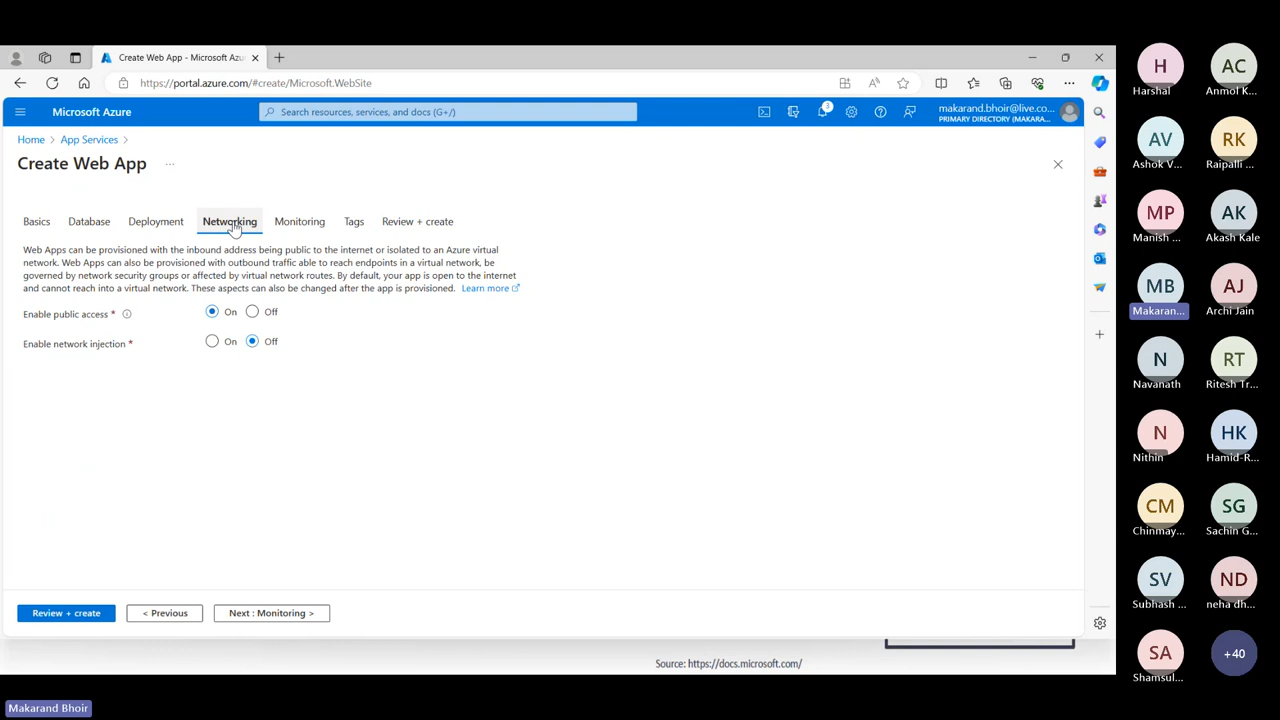 Create Web App - Microsoft Azu
https://portal.azure.com/#create/Microsoft.WebSite
Microsoft Azure
Search resources, services, and docs (G+/)
3
makarand.bhoir@live.co...
PRIMARY DIRECTORY (MAKARA...
Home > App Services >
Create Web App ...
Basics Database Deployment Networking Monitoring Tags Review + create
Web Apps can be provisioned with the inbound address being public to the internet or isolated to an Azure virtual
network. Web Apps can also be provisioned with outbound traffic able to reach endpoints in a virtual network, be
governed by network security groups or affected by virtual network routes. By default, your app is open to the internet
and cannot reach into a virtual network. These aspects can also be changed after the app is provisioned. Learn more
Enable public access * On Off
Enable network injection * On Off
Review + create < Previous Next : Monitoring >
Source: https://docs.microsoft.com/
Makarand Bhoir
H AC
Harshal Anmol K...
AV RK
Ashok V... Raipalli ...
MP AK
Manish ... Akash Kale
MB AJ
Makaran... Archi Jain
N RT
Navanath Ritesh Tr...
N HK
Nithin Hamid-R...
CM SG
Chinmay... Sachin G...
SV ND
Subhash ... neha dh...
SA +40
Shamsul...